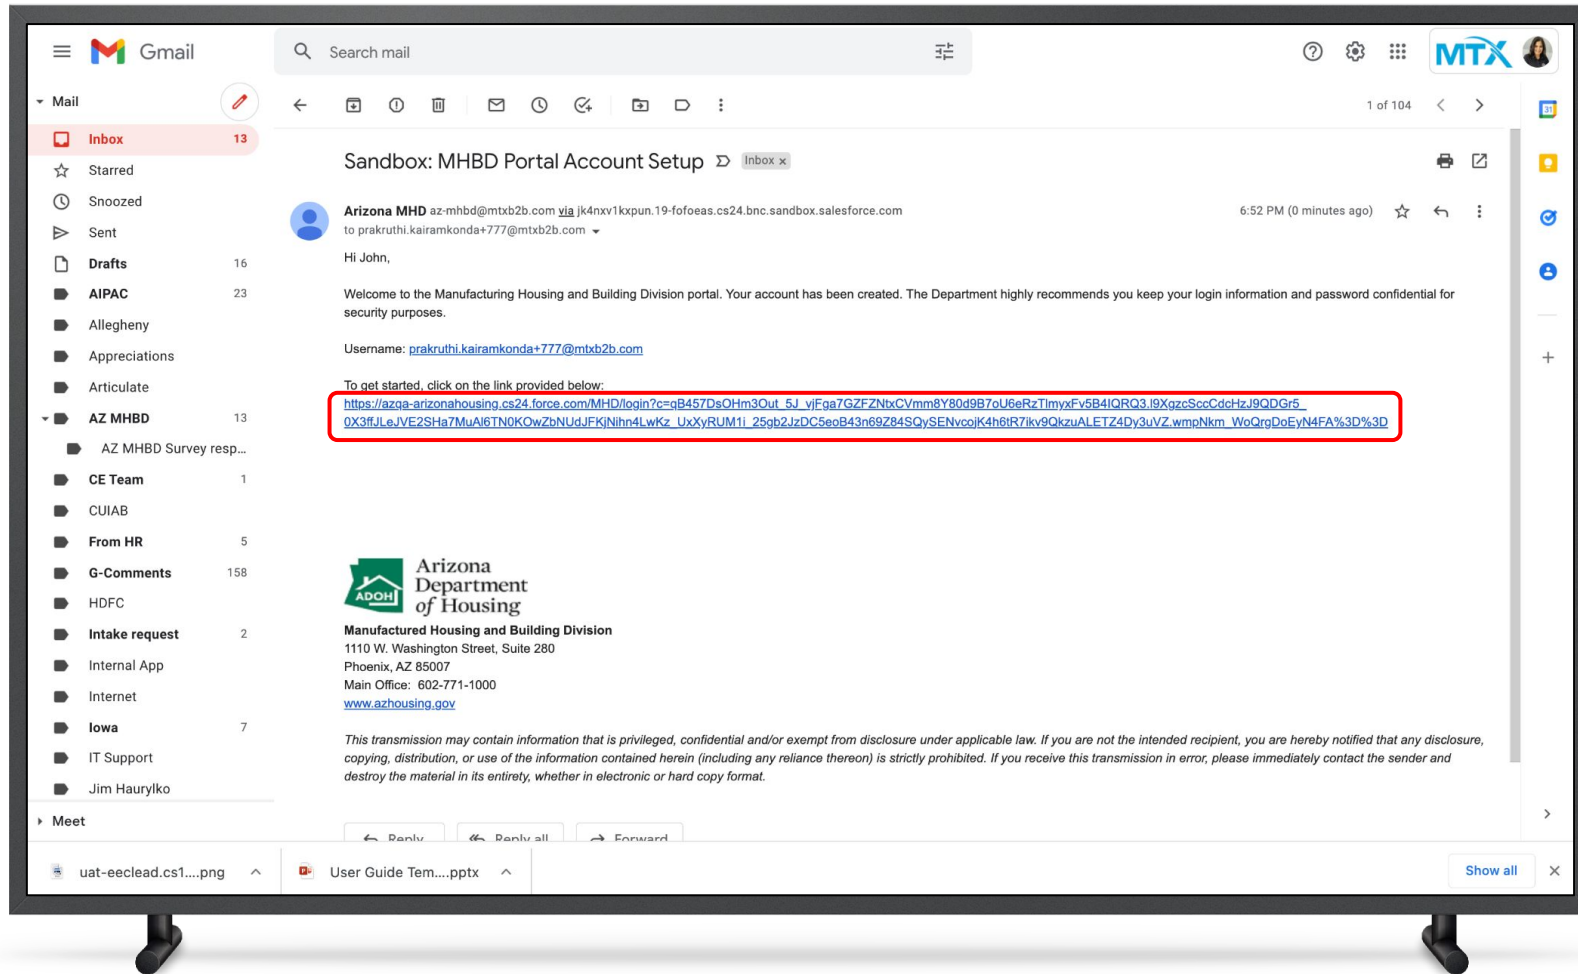 Gmail
Search mail
MTX
Mail
1 of 104
31
Inbox 13
Starred
Snoozed
Sent
Drafts 16
AIPAC 23
Allegheny
Appreciations
Articulate
AZ MHBD 13
AZ MHBD Survey resp...
CE Team 1
CUIAB
From HR 5
G-Comments 158
HDFC
Intake request 2
Internal App
Internet
Iowa 7
IT Support
Jim Haurylko
Meet
Sandbox: MHBD Portal Account Setup Inbox x
Arizona MHD az-mhbd@mtxb2b.com via jk4nxv1kxpun.19-fofoeas.cs24.bnc.sandbox.salesforce.com 6:52 PM (0 minutes ago)
to prakruthi.kairamkonda+777@mtxb2b.com
Hi John,
Welcome to the Manufacturing Housing and Building Division portal. Your account has been created. The Department highly recommends you keep your login information and password confidential for
security purposes.
Username: prakruthi.kairamkonda+777@mtxb2b.com
To get started, click on the link provided below:
https://azqa-arizonahousing.cs24.force.com/MHD/login?c=qB457DsOHm3Out_5J_vjFga7GZFZNtxCVmm8Y80d9B7oU6eRzTlmyxFv5B4IQRQ3.l9XgzcSccCdcHzJ9QDGr5_
0X3ffJLeJVE2SHa7MuAl6TN0KOwZbNUdJFKjNihn4LwKz_UxXyRUM1i_25gb2JzDC5eoB43n69Z84SQySENvcojK4h6tR7ikv9QkzuALETZ4Dy3uVZ.wmpNkm_WoQrgDoEyN4FA%3D%3D
ADOH
Arizona
Department
of Housing
Manufactured Housing and Building Division
1110 W. Washington Street, Suite 280
Phoenix, AZ 85007
Main Office: 602-771-1000
www.azhousing.gov
This transmission may contain information that is privileged, confidential and/or exempt from disclosure under applicable law. If you are not the intended recipient, you are hereby notified that any disclosure,
copying, distribution, or use of the information contained herein (including any reliance thereon) is strictly prohibited. If you receive this transmission in error, please immediately contact the sender and
destroy the material in its entirety, whether in electronic or hard copy format.
Reply Reply all Forward
uat-eeclead.cs1....png
User Guide Tem....pptx
Show all